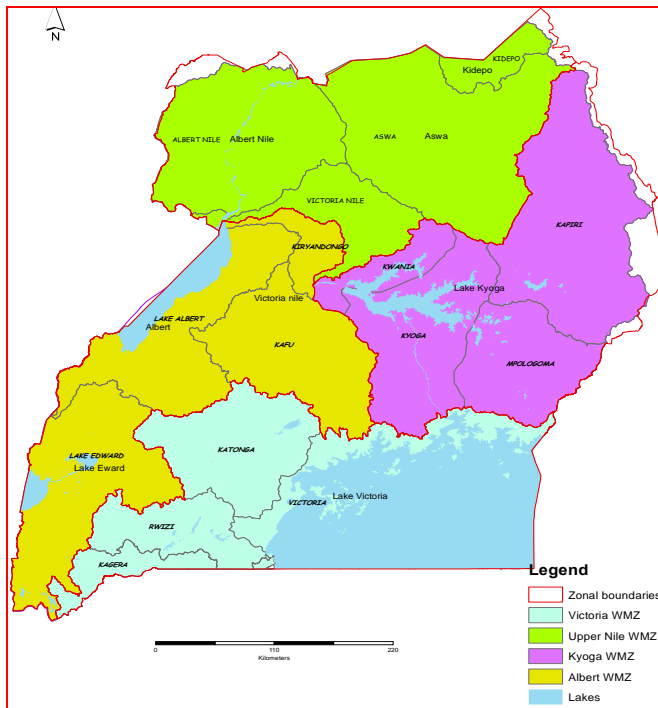 N
KIDEPO
Kidepo
ALBERT NILE
Albert Nile
ASWA
Aswa
VICTORIA NILE
KAPIRI
KIRYANDONGO
KWANIA
Lake Kyoga
Victoria nile
LAKE ALBERT
Albert
KYOGA
KAFU
MPOLOGOMA
LAKE EDWARD
Lake Eward
KATONGA
VICTORIA
Lake Victoria
RWIZI
KAGERA
Legend
Zonal boundaries
Victoria WMZ
Upper Nile WMZ
Kyoga WMZ
Albert WMZ
Lakes
0 110 220
Kilometers